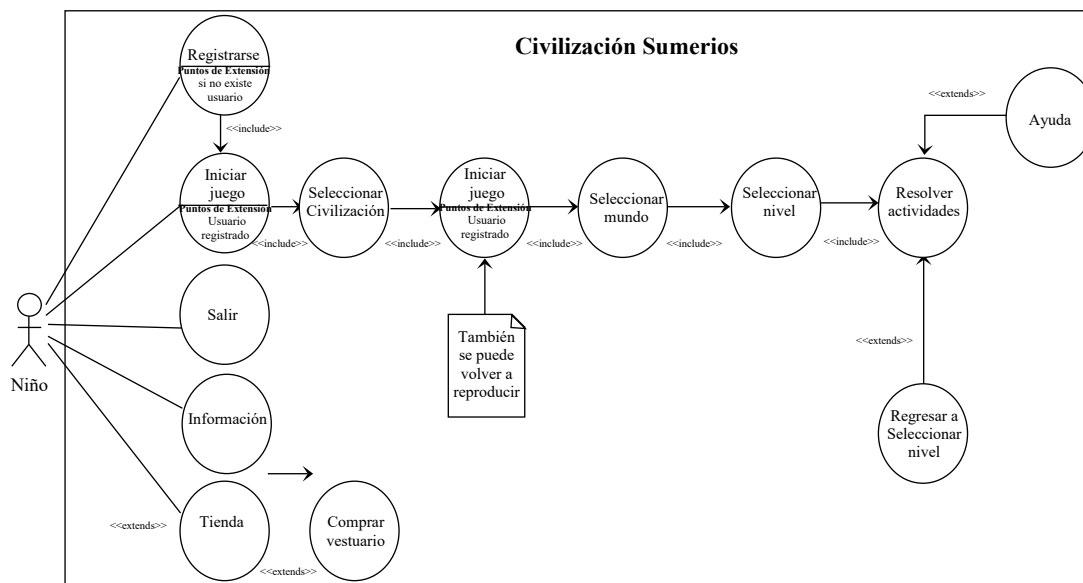 Civilización Sumerios
Registrarse
Puntos de Extensión
si no existe
usuario
<<include>>
<<extends>>
Ayuda
Iniciar
juego
Puntos de Extensión
Usuario
registrado
<<include>>
Seleccionar
Civilización
<<include>>
Iniciar
juego
Puntos de Extensión
Usuario
registrado
<<include>>
Seleccionar
mundo
<<include>>
Seleccionar
nivel
<<include>>
Resolver
actividades
Niño
Salir
También
se puede
volver a
reproducir
<<extends>>
Información
Regresar a
Seleccionar
nivel
<<extends>>
Tienda
<<extends>>
Comprar
vestuario